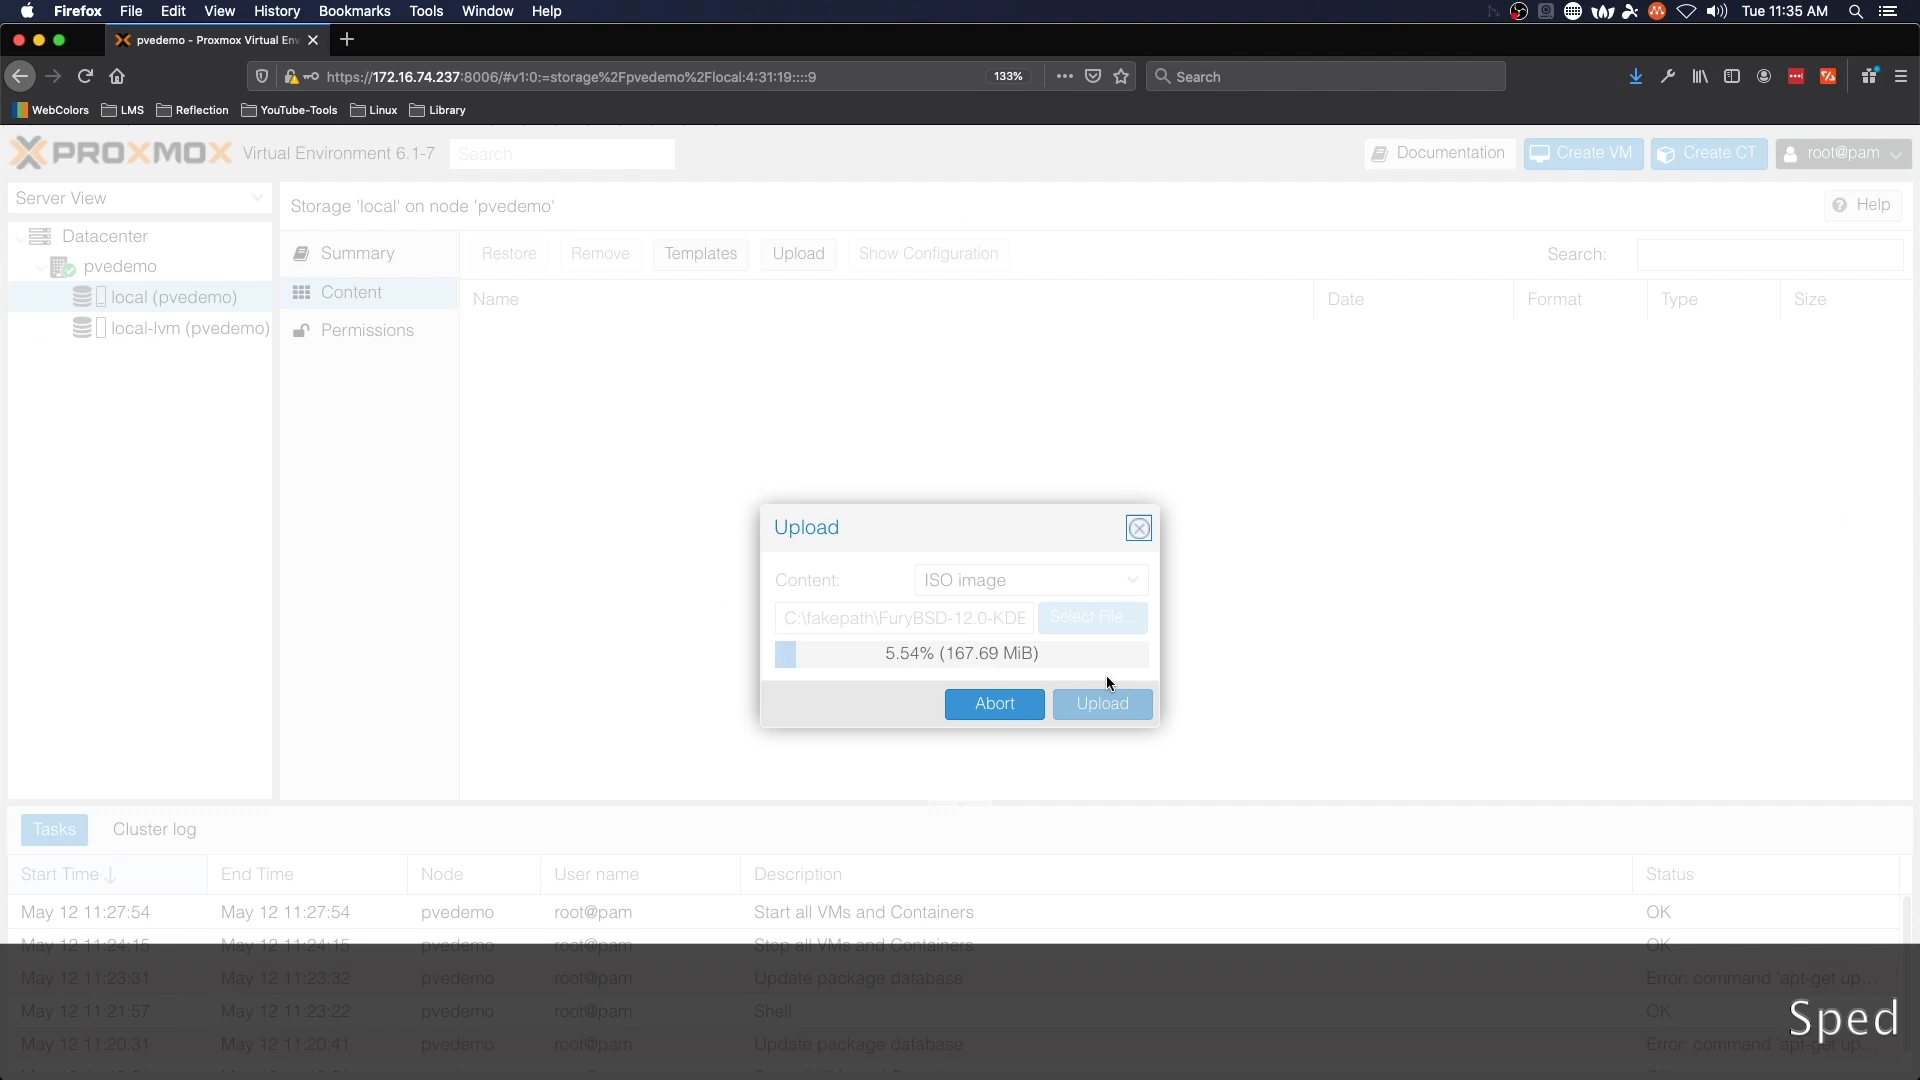 Firefox File Edit View History Bookmarks Tools Window Help Tue 11:35 AM
pvedemo - Proxmox Virtual Env
https://172.16.74.237:8006/#v1:0:=storage%2Fpvedemo%2Flocal:4:31:19::::9 133% Search
WebColors LMS Reflection YouTube-Tools Linux Library
PROXMOX Virtual Environment 6.1-7 Search Documentation Create VM Create CT root@pam
Server View
Storage 'local' on node 'pvedemo' Help
Datacenter
pvedemo
local (pvedemo)
local-lvm (pvedemo)
Summary
Content
Permissions
Restore Remove Templates Upload Show Configuration Search:
Name Date Format Type Size
Upload
Content: ISO image
C:\fakepath\FuryBSD-12.0-KDE Select File...
5.54% (167.69 MiB)
Abort Upload
Tasks Cluster log
Start Time End Time Node User name Description Status
May 12 11:27:54 May 12 11:27:54 pvedemo root@pam Start all VMs and Containers OK
May 12 11:24:15 May 12 11:24:15 pvedemo root@pam Stop all VMs and Containers OK
May 12 11:23:31 May 12 11:23:32 pvedemo root@pam Update package database Error: command 'apt-get up...
May 12 11:21:57 May 12 11:23:22 pvedemo root@pam Shell OK
May 12 11:20:31 May 12 11:20:41 pvedemo root@pam Update package database Error: command 'apt-get up...
Sped